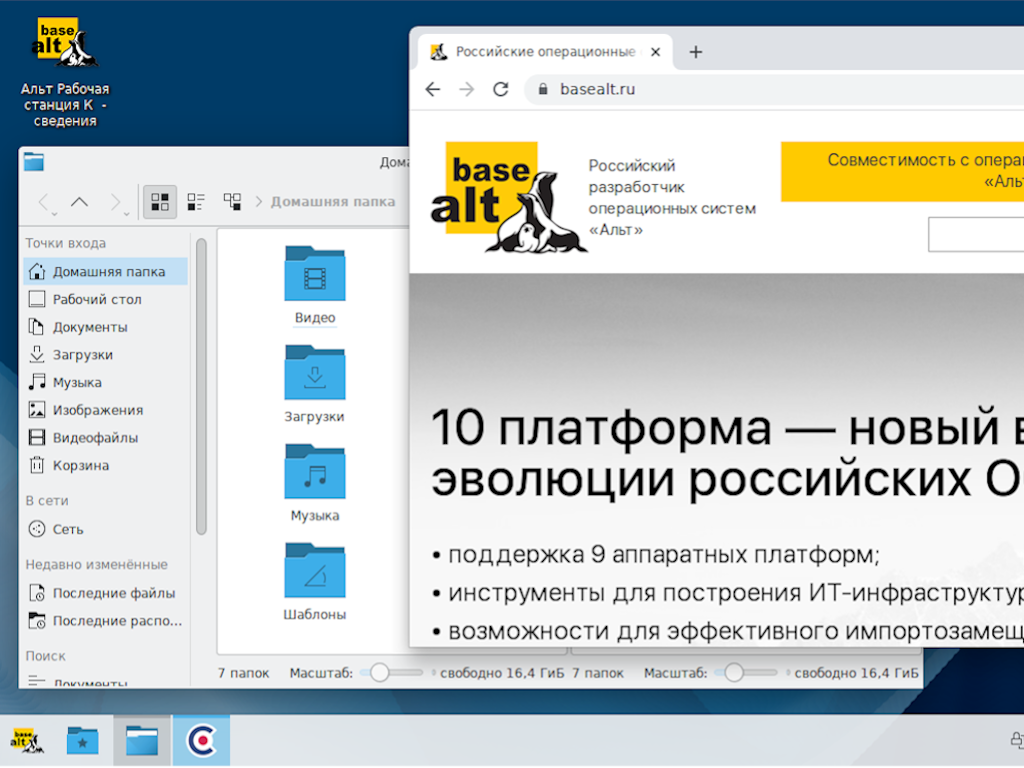 base
alt
Альт Рабочая
станция К -
сведения
Российские операционные
basealt.ru
base
alt
Российский
разработчик
операционных систем
«Альт»
Совместимость с опера
«Аль
10 платформа — новый
эволюции российских О
• поддержка 9 аппаратных платформ;
• инструменты для построения ИТ-инфраструктур
• возможности для эффективного импортозамещ
Дома
Домашняя папка
Точки входа
Домашняя папка
Рабочий стол
Документы
Загрузки
Музыка
Изображения
Видеофайлы
Корзина
В сети
Сеть
Недавно изменённые
Последние файлы
Последние распо...
Поиск
Документы
Видео
Загрузки
Музыка
Шаблоны
7 папок Масштаб: свободно 16,4 ГиБ 7 папок Масштаб: свободно 16,4 ГиБ
base
alt